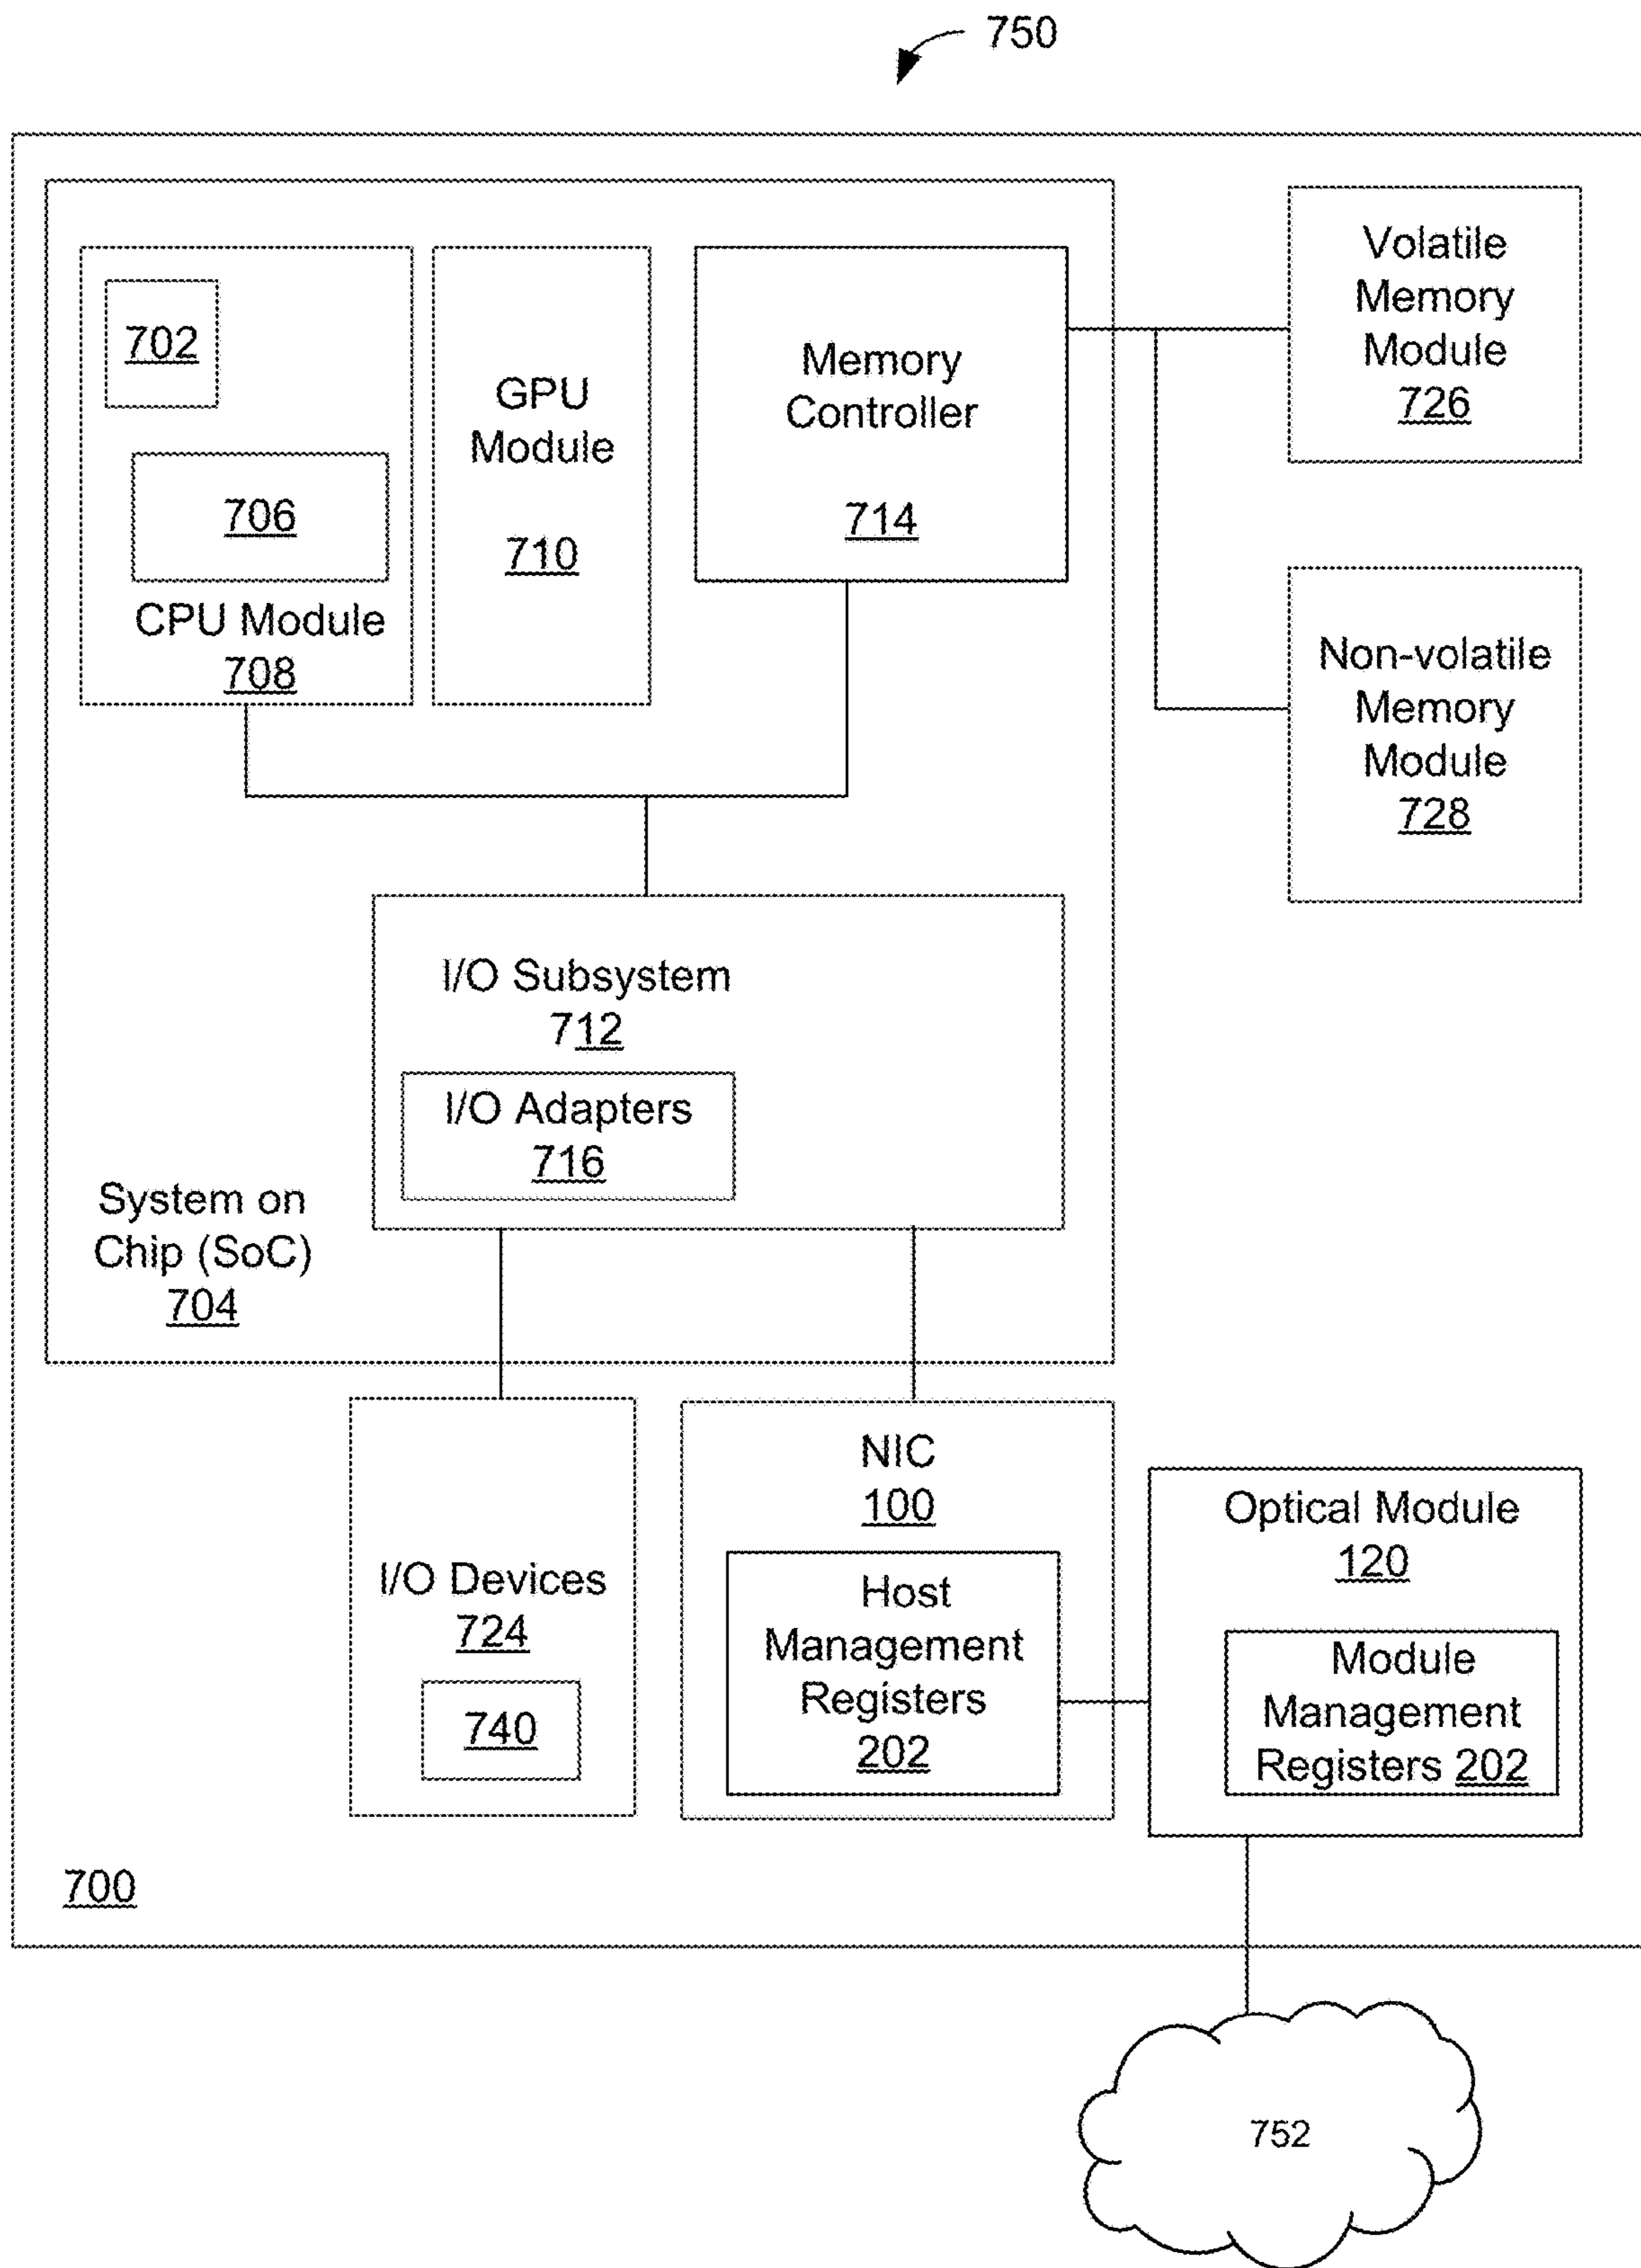 750
702
706
CPU Module
708
GPU
Module
710
Memory
Controller
714
Volatile
Memory
Module
726
Non-volatile
Memory
Module
728
I/O Subsystem
712
I/O Adapters
716
System on
Chip (SoC)
704
I/O Devices
724
740
NIC
100
Host
Management
Registers
202
Optical Module
120
Module
Management
Registers 202
700
752